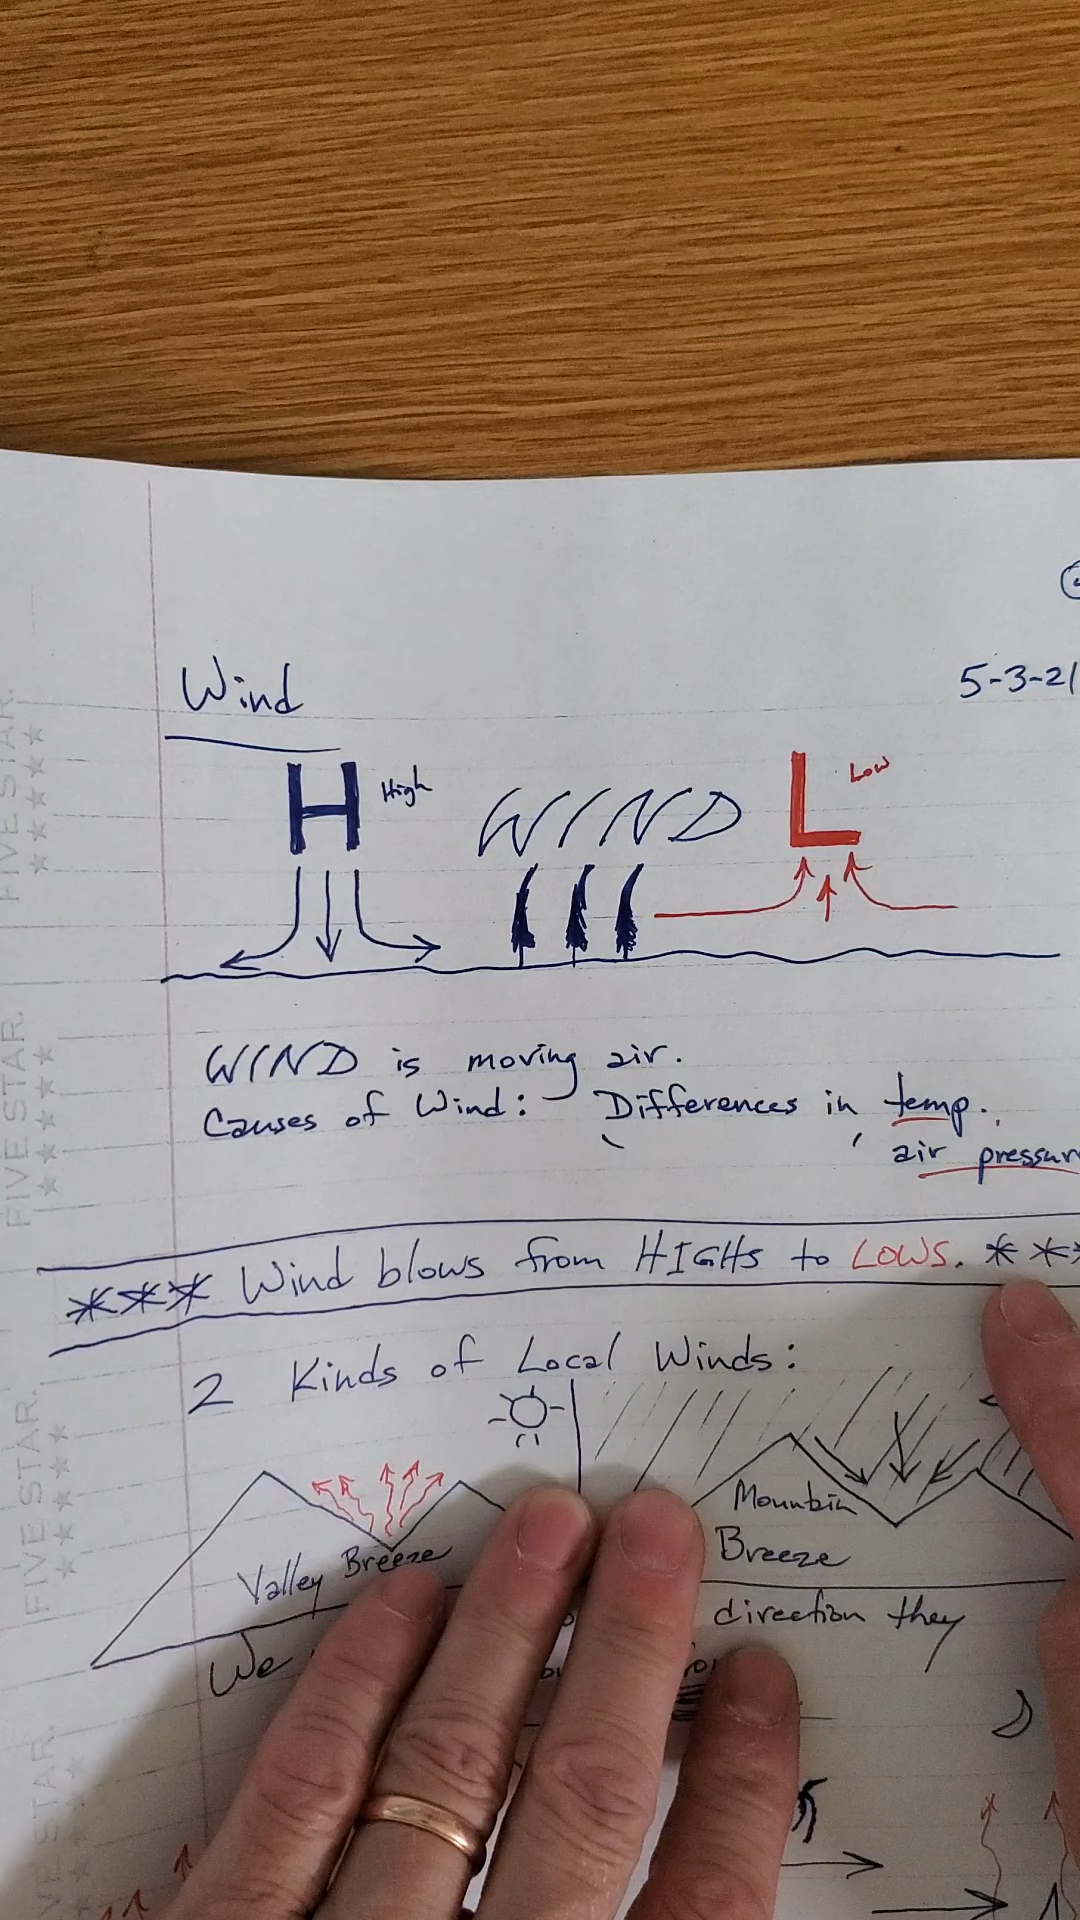 5-3-21
Wind
H High WIND L Low
WIND is moving air.
Causes of Wind: Differences in temp.
air pressur
*** Wind blows from HIGHs to LOWS. **
2 Kinds of Local Winds:
Valley Breeze
Mountain
Breeze
We direction they
FIVE STAR.
FIVE STAR.
FIVE STAR.